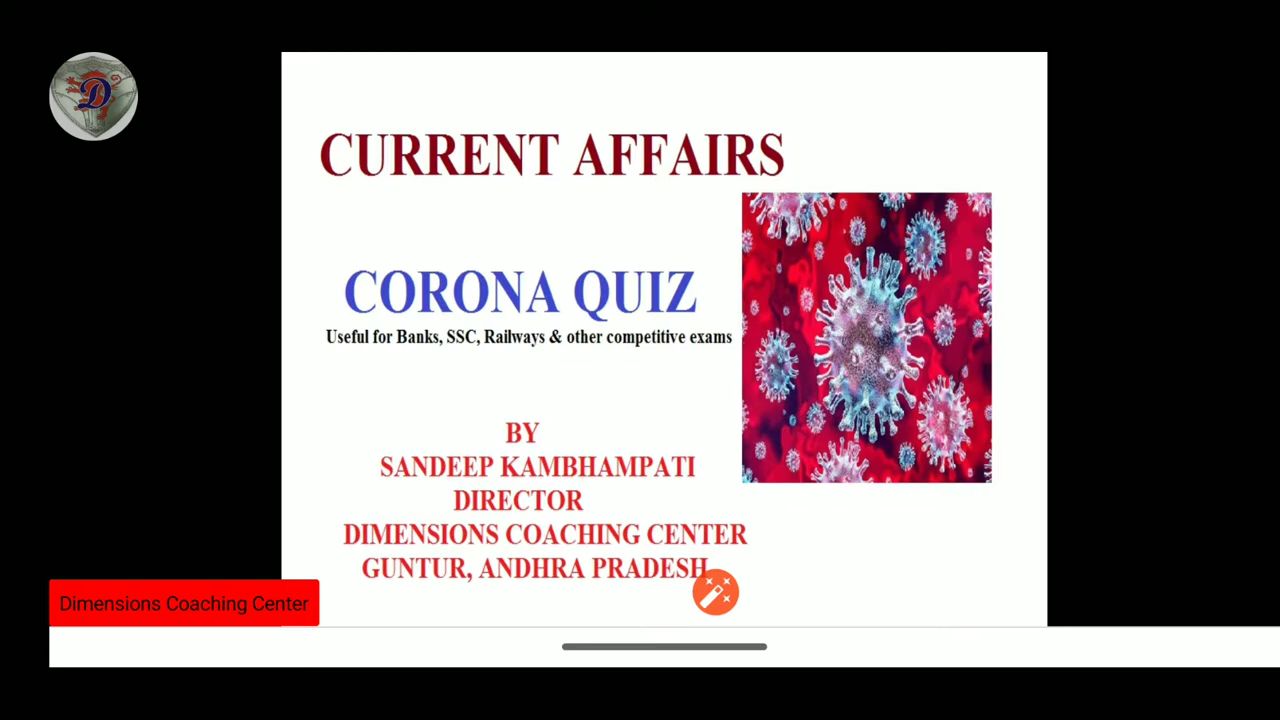 D
CURRENT AFFAIRS
CORONA QUIZ
Useful for Banks, SSC, Railways & other competitive exams
BY
SANDEEP KAMBHAMPATI
DIRECTOR
DIMENSIONS COACHING CENTER
GUNTUR, ANDHRA PRADESH
Dimensions Coaching Center